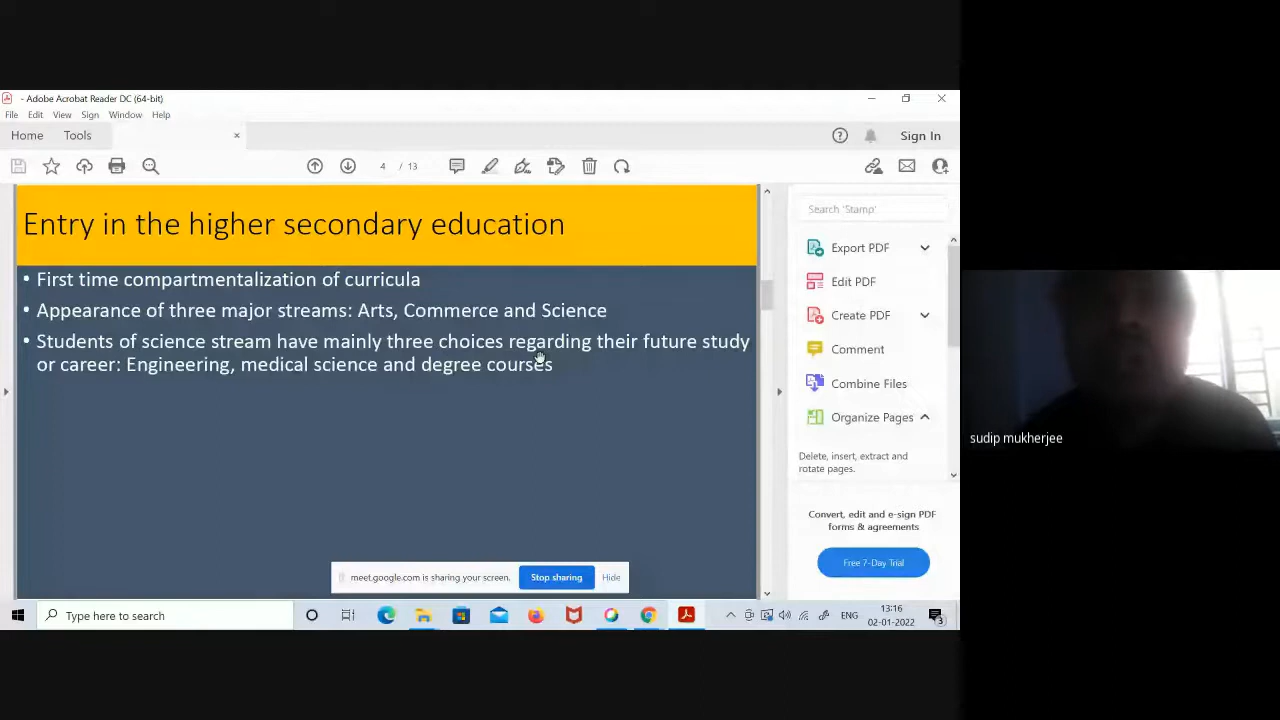 - Adobe Acrobat Reader DC (64-bit)
File Edit View Sign Window Help
Home Tools
Sign In
4 / 13
Entry in the higher secondary education
• First time compartmentalization of curricula
• Appearance of three major streams: Arts, Commerce and Science
• Students of science stream have mainly three choices regarding their future study
or career: Engineering, medical science and degree courses
Search 'Stamp'
Export PDF
Edit PDF
Create PDF
Comment
Combine Files
Organize Pages
Delete, insert, extract and
rotate pages.
Convert, edit and e-sign PDF
forms & agreements
Free 7-Day Trial
sudip mukherjee
meet.google.com is sharing your screen. Stop sharing Hide
Type here to search
ENG
13:16
02-01-2022
3